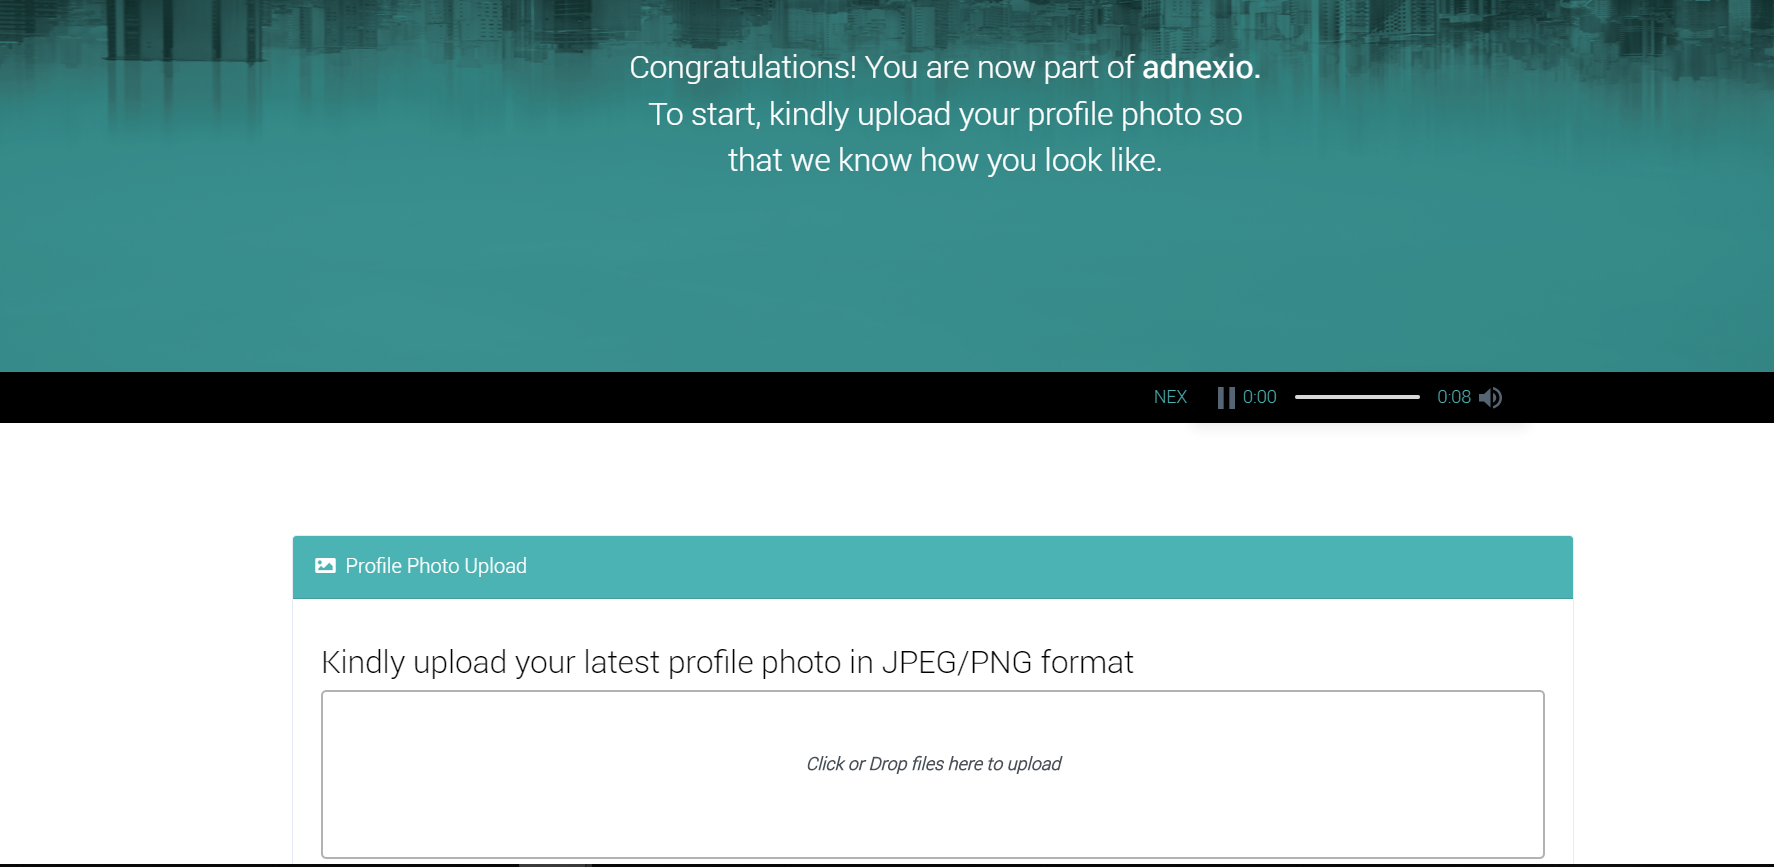 Congratulations! You are now part of adnexio.
To start, kindly upload your profile photo so
that we know how you look like.
NEX 0:00 0:08
Profile Photo Upload
Kindly upload your latest profile photo in JPEG/PNG format
Click or Drop files here to upload